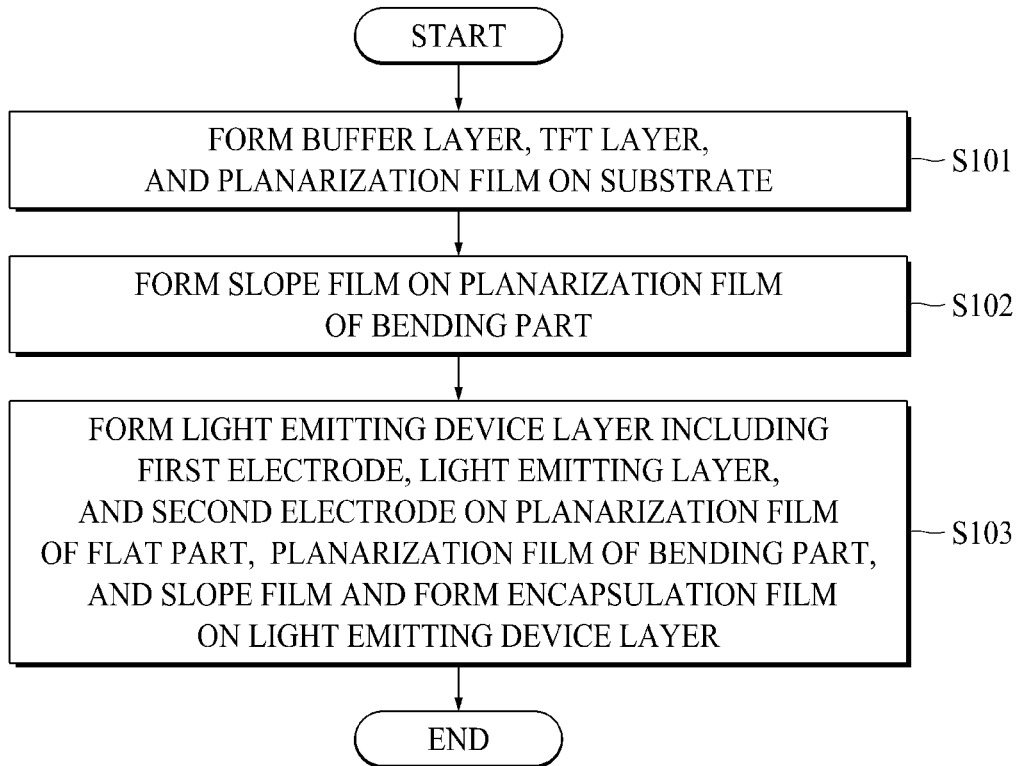 START
FORM BUFFER LAYER, TFT LAYER,
AND PLANARIZATION FILM ON SUBSTRATE
S101
FORM SLOPE FILM ON PLANARIZATION FILM
OF BENDING PART
S102
FORM LIGHT EMITTING DEVICE LAYER INCLUDING
FIRST ELECTRODE, LIGHT EMITTING LAYER,
AND SECOND ELECTRODE ON PLANARIZATION FILM
OF FLAT PART, PLANARIZATION FILM OF BENDING PART,
AND SLOPE FILM AND FORM ENCAPSULATION FILM
ON LIGHT EMITTING DEVICE LAYER
S103
END